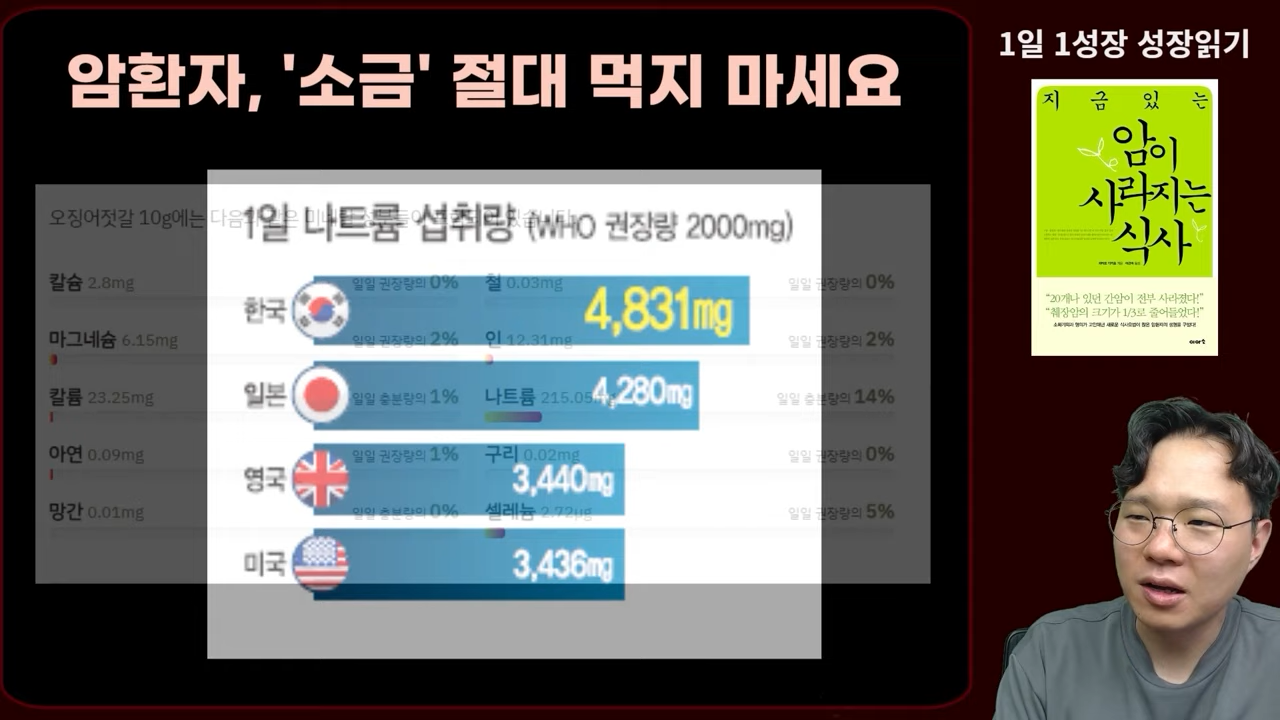 암환자, '소금' 절대 먹지 마세요
1일 1성장 성장읽기
지금있는
암이
사라지는
식사
"20개나 있던 간암이 전부 사라졌다!"
"췌장암의 크기가 1/3로 줄어들었다!"
오징어젓갈 10g에는 다음
1일 나트륨 섭취량 (WHO 권장량 2000mg)
칼슘 2.8mg 일일 권장량의 0%
철 0.03mg 일일 권장량의 0%
한국 4,831mg
마그네슘 6.15mg 일일 권장량의 2%
인 12.31mg 일일 권장량의 2%
일본 4,280mg
칼륨 23.25mg 일일 충분량의 1%
나트륨 215.05 일일 충분량의 14%
아연 0.09mg 일일 권장량의 1%
구리 0.02mg 일일 권장량의 0%
영국 3,440mg
망간 0.01mg 일일 충분량의 0%
셀레늄 2.72μg 일일 권장량의 5%
미국 3,436mg